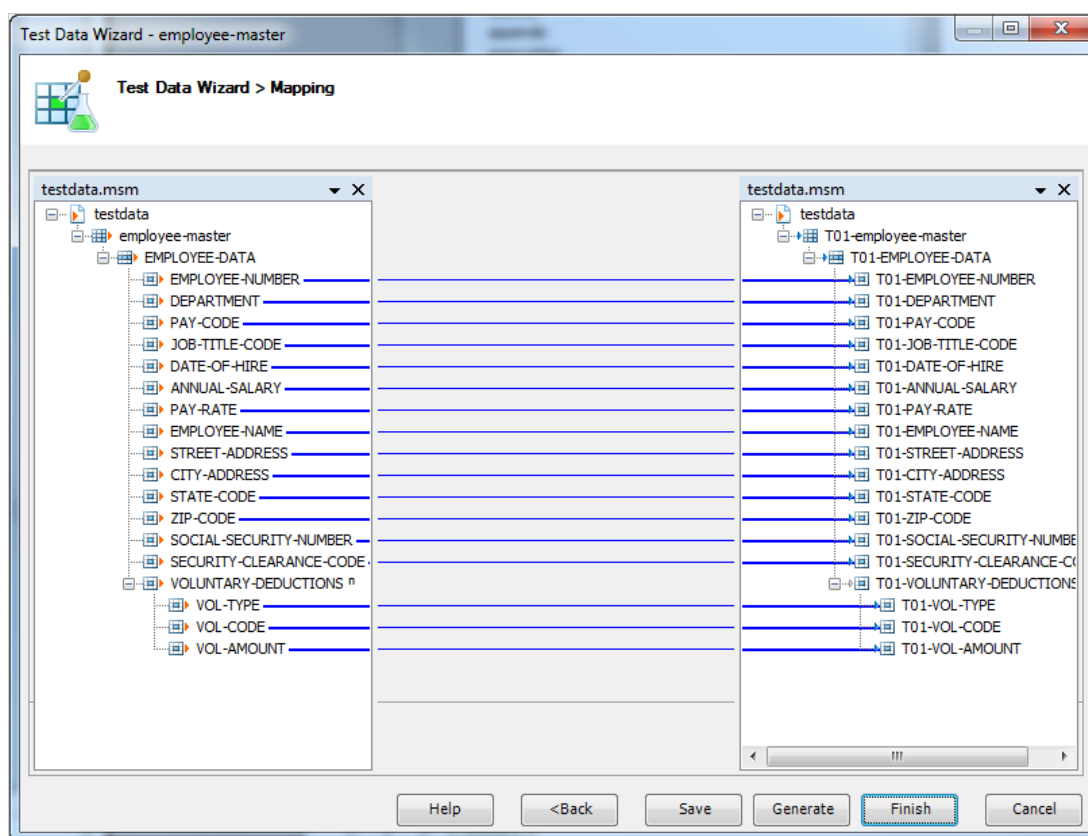 Test Data Wizard - employee-master
Test Data Wizard > Mapping
testdata.msm
testdata
employee-master
EMPLOYEE-DATA
EMPLOYEE-NUMBER
DEPARTMENT
PAY-CODE
JOB-TITLE-CODE
DATE-OF-HIRE
ANNUAL-SALARY
PAY-RATE
EMPLOYEE-NAME
STREET-ADDRESS
CITY-ADDRESS
STATE-CODE
ZIP-CODE
SOCIAL-SECURITY-NUMBER
SECURITY-CLEARANCE-CODE
VOLUNTARY-DEDUCTIONS n
VOL-TYPE
VOL-CODE
VOL-AMOUNT
testdata.msm
testdata
T01-employee-master
T01-EMPLOYEE-DATA
T01-EMPLOYEE-NUMBER
T01-DEPARTMENT
T01-PAY-CODE
T01-JOB-TITLE-CODE
T01-DATE-OF-HIRE
T01-ANNUAL-SALARY
T01-PAY-RATE
T01-EMPLOYEE-NAME
T01-STREET-ADDRESS
T01-CITY-ADDRESS
T01-STATE-CODE
T01-ZIP-CODE
T01-SOCIAL-SECURITY-NUMBE
T01-SECURITY-CLEARANCE-CO
T01-VOLUNTARY-DEDUCTIONS
T01-VOL-TYPE
T01-VOL-CODE
T01-VOL-AMOUNT
Help
<Back
Save
Generate
Finish
Cancel